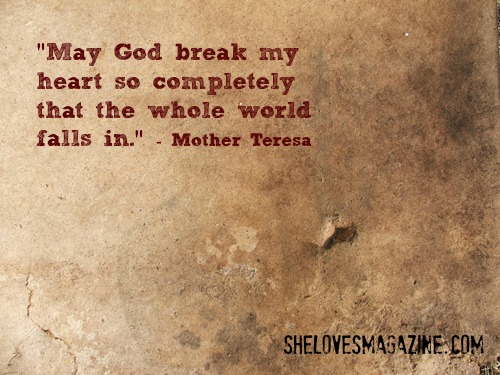 "May God break my
heart so completely
that the whole world
falls in." - Mother Teresa
SHELOVESMAGAZINE.COM